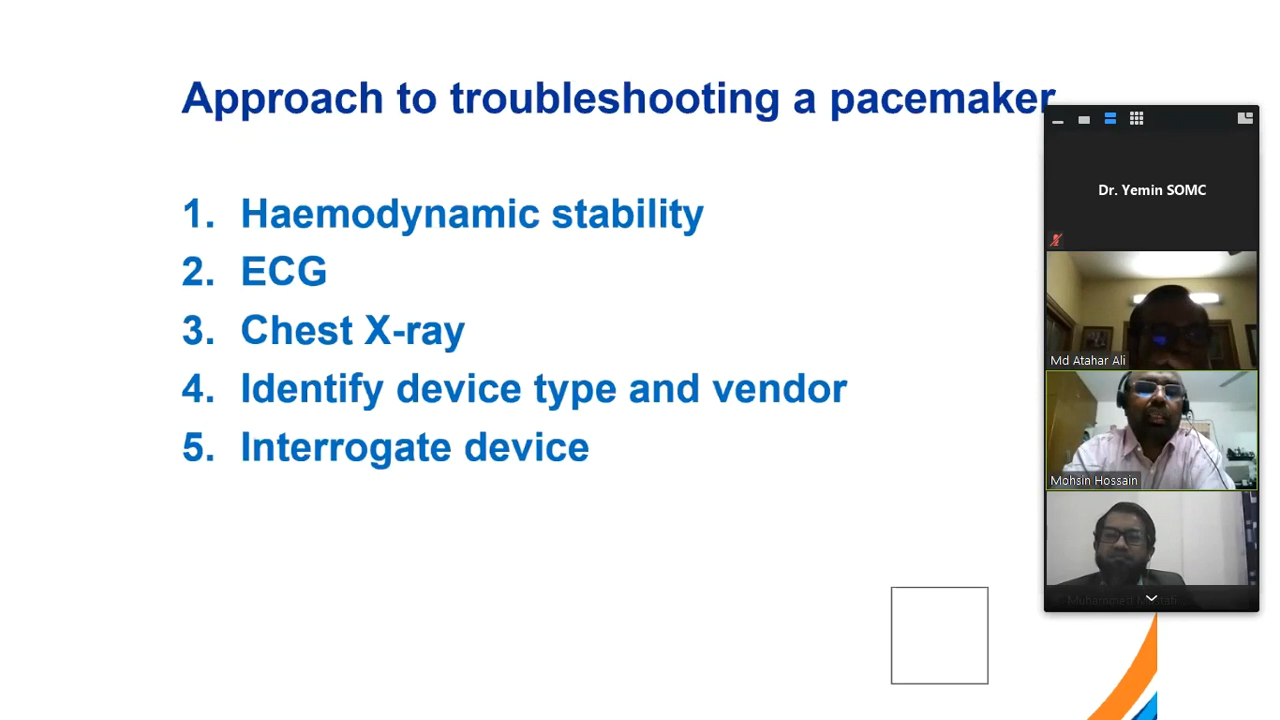 Approach to troubleshooting a pacemaker
1. Haemodynamic stability
2. ECG
3. Chest X-ray
4. Identify device type and vendor
5. Interrogate device
Dr. Yemin SOMC
Md Atahar Ali
Mohsin Hossain